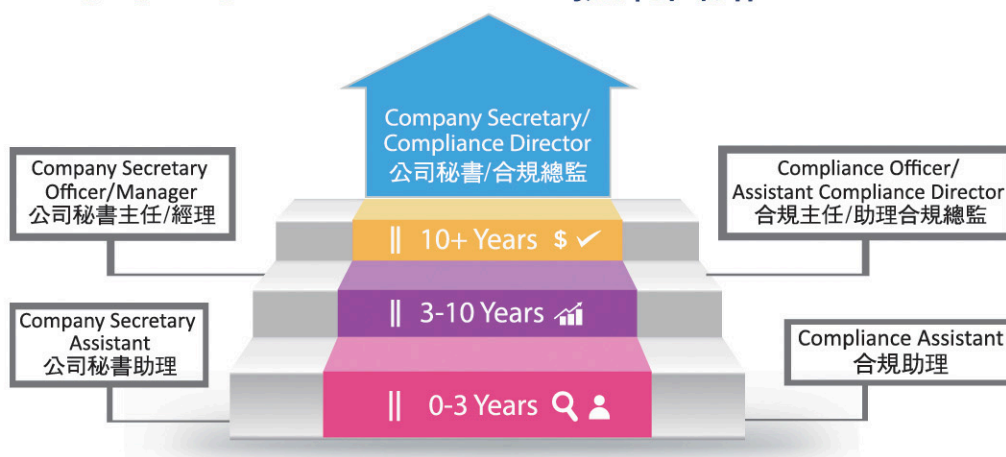 Company Secretary/
Compliance Director
公司秘書/合規總監
Company Secretary
Officer/Manager
公司秘書主任/經理
Compliance Officer/
Assistant Compliance Director
合規主任/助理合規總監
10+ Years $
3-10 Years
Company Secretary
Assistant
公司秘書助理
Compliance Assistant
合規助理
0-3 Years